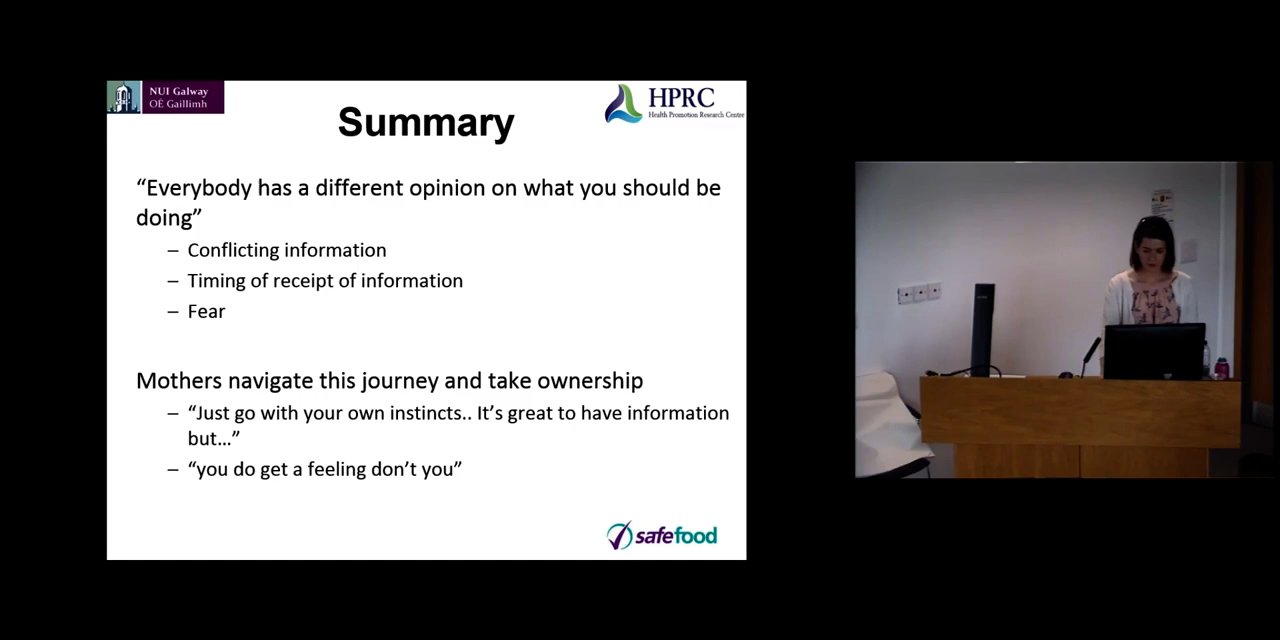 NUI Galway
OÉ Gaillimh
HPRC
Health Promotion Research Centre
Summary
“Everybody has a different opinion on what you should be
doing”
– Conflicting information
– Timing of receipt of information
– Fear
Mothers navigate this journey and take ownership
– “Just go with your own instincts.. It’s great to have information
but…”
– “you do get a feeling don’t you”
safefood